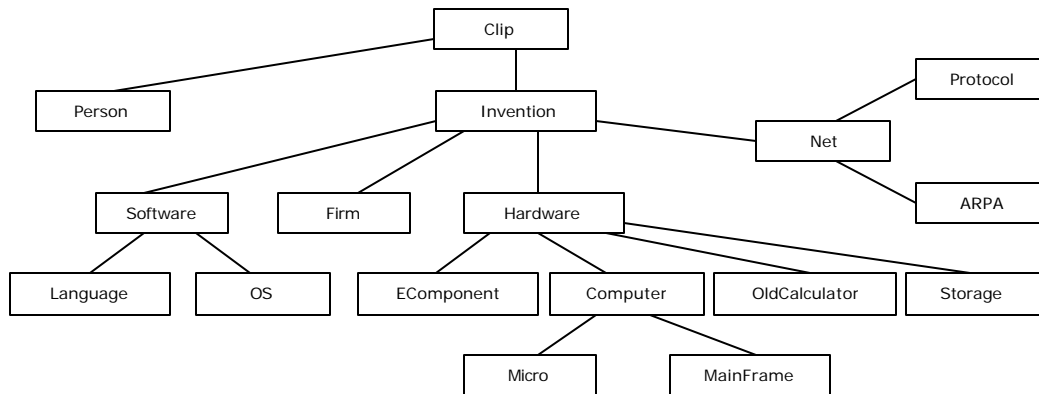 Clip
Protocol
Person
Invention
Net
Software
Firm
Hardware
ARPA
Language
OS
EComponent
Computer
OldCalculator
Storage
Micro
MainFrame